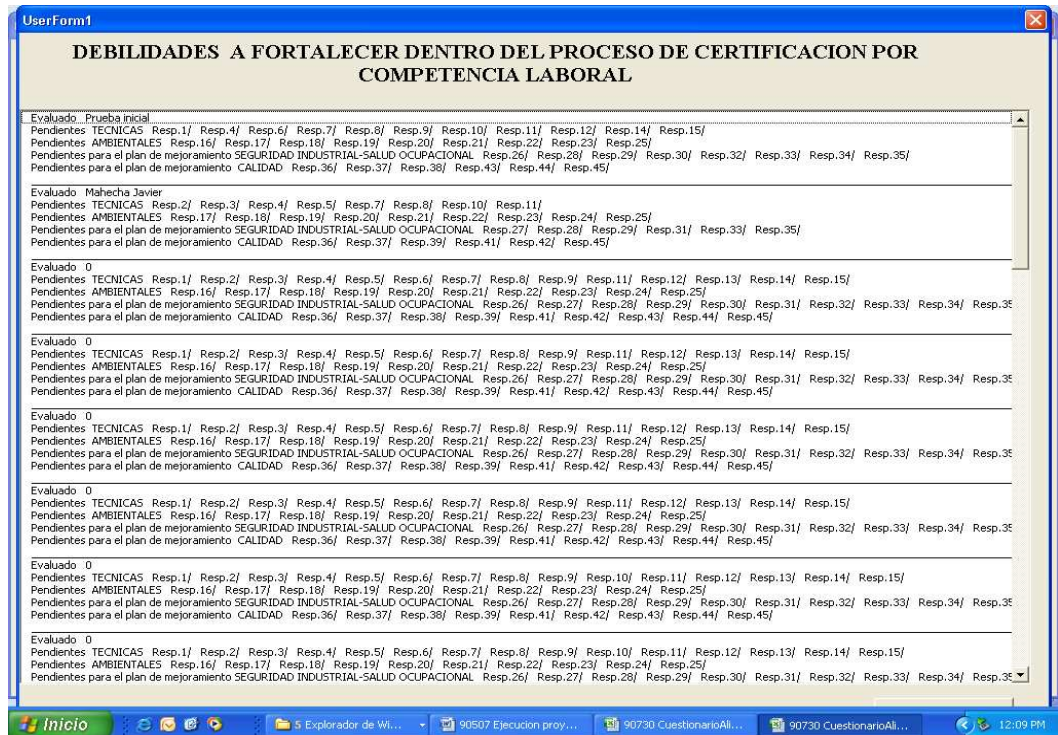 UserForm1
DEBILIDADES A FORTALECER DENTRO DEL PROCESO DE CERTIFICACION POR
COMPETENCIA LABORAL
Evaluado Prueba inicial
Pendientes TECNICAS Resp.1/ Resp.4/ Resp.6/ Resp.7/ Resp.8/ Resp.9/ Resp.10/ Resp.11/ Resp.12/ Resp.14/ Resp.15/
Pendientes AMBIENTALES Resp.16/ Resp.17/ Resp.18/ Resp.19/ Resp.20/ Resp.21/ Resp.22/ Resp.23/ Resp.25/
Pendientes para el plan de mejoramiento SEGURIDAD INDUSTRIAL-SALUD OCUPACIONAL Resp.26/ Resp.28/ Resp.29/ Resp.30/ Resp.32/ Resp.33/ Resp.34/ Resp.35/
Pendientes para el plan de mejoramiento CALIDAD Resp.36/ Resp.37/ Resp.38/ Resp.43/ Resp.44/ Resp.45/
Evaluado Mahecha Javier
Pendientes TECNICAS Resp.2/ Resp.3/ Resp.4/ Resp.5/ Resp.7/ Resp.8/ Resp.10/ Resp.11/
Pendientes AMBIENTALES Resp.17/ Resp.18/ Resp.19/ Resp.20/ Resp.21/ Resp.22/ Resp.23/ Resp.24/ Resp.25/
Pendientes para el plan de mejoramiento SEGURIDAD INDUSTRIAL-SALUD OCUPACIONAL Resp.27/ Resp.28/ Resp.29/ Resp.31/ Resp.33/ Resp.35/
Pendientes para el plan de mejoramiento CALIDAD Resp.36/ Resp.37/ Resp.39/ Resp.41/ Resp.42/ Resp.45/
Evaluado 0
Pendientes TECNICAS Resp.1/ Resp.2/ Resp.3/ Resp.4/ Resp.5/ Resp.6/ Resp.7/ Resp.8/ Resp.9/ Resp.11/ Resp.12/ Resp.13/ Resp.14/ Resp.15/
Pendientes AMBIENTALES Resp.16/ Resp.17/ Resp.18/ Resp.19/ Resp.20/ Resp.21/ Resp.22/ Resp.23/ Resp.24/ Resp.25/
Pendientes para el plan de mejoramiento SEGURIDAD INDUSTRIAL-SALUD OCUPACIONAL Resp.26/ Resp.27/ Resp.28/ Resp.29/ Resp.30/ Resp.31/ Resp.32/ Resp.33/ Resp.34/ Resp.35
Pendientes para el plan de mejoramiento CALIDAD Resp.36/ Resp.37/ Resp.38/ Resp.39/ Resp.41/ Resp.42/ Resp.43/ Resp.44/ Resp.45/
Evaluado 0
Pendientes TECNICAS Resp.1/ Resp.2/ Resp.3/ Resp.4/ Resp.5/ Resp.6/ Resp.7/ Resp.8/ Resp.9/ Resp.11/ Resp.12/ Resp.13/ Resp.14/ Resp.15/
Pendientes AMBIENTALES Resp.16/ Resp.17/ Resp.18/ Resp.19/ Resp.20/ Resp.21/ Resp.22/ Resp.23/ Resp.24/ Resp.25/
Pendientes para el plan de mejoramiento SEGURIDAD INDUSTRIAL-SALUD OCUPACIONAL Resp.26/ Resp.27/ Resp.28/ Resp.29/ Resp.30/ Resp.31/ Resp.32/ Resp.33/ Resp.34/ Resp.35
Pendientes para el plan de mejoramiento CALIDAD Resp.36/ Resp.37/ Resp.38/ Resp.39/ Resp.41/ Resp.42/ Resp.43/ Resp.44/ Resp.45/
Evaluado 0
Pendientes TECNICAS Resp.1/ Resp.2/ Resp.3/ Resp.4/ Resp.5/ Resp.6/ Resp.7/ Resp.8/ Resp.9/ Resp.11/ Resp.12/ Resp.13/ Resp.14/ Resp.15/
Pendientes AMBIENTALES Resp.16/ Resp.17/ Resp.18/ Resp.19/ Resp.20/ Resp.21/ Resp.22/ Resp.23/ Resp.24/ Resp.25/
Pendientes para el plan de mejoramiento SEGURIDAD INDUSTRIAL-SALUD OCUPACIONAL Resp.26/ Resp.27/ Resp.28/ Resp.29/ Resp.30/ Resp.31/ Resp.32/ Resp.33/ Resp.34/ Resp.35
Pendientes para el plan de mejoramiento CALIDAD Resp.36/ Resp.37/ Resp.38/ Resp.39/ Resp.41/ Resp.42/ Resp.43/ Resp.44/ Resp.45/
Evaluado 0
Pendientes TECNICAS Resp.1/ Resp.2/ Resp.3/ Resp.4/ Resp.5/ Resp.6/ Resp.7/ Resp.8/ Resp.9/ Resp.11/ Resp.12/ Resp.13/ Resp.14/ Resp.15/
Pendientes AMBIENTALES Resp.16/ Resp.17/ Resp.18/ Resp.19/ Resp.20/ Resp.21/ Resp.22/ Resp.23/ Resp.24/ Resp.25/
Pendientes para el plan de mejoramiento SEGURIDAD INDUSTRIAL-SALUD OCUPACIONAL Resp.26/ Resp.27/ Resp.28/ Resp.29/ Resp.30/ Resp.31/ Resp.32/ Resp.33/ Resp.34/ Resp.35
Pendientes para el plan de mejoramiento CALIDAD Resp.36/ Resp.37/ Resp.38/ Resp.39/ Resp.41/ Resp.42/ Resp.43/ Resp.44/ Resp.45/
Evaluado 0
Pendientes TECNICAS Resp.1/ Resp.2/ Resp.3/ Resp.4/ Resp.5/ Resp.6/ Resp.7/ Resp.8/ Resp.9/ Resp.10/ Resp.11/ Resp.12/ Resp.13/ Resp.14/ Resp.15/
Pendientes AMBIENTALES Resp.16/ Resp.17/ Resp.18/ Resp.19/ Resp.20/ Resp.21/ Resp.22/ Resp.23/ Resp.24/ Resp.25/
Pendientes para el plan de mejoramiento SEGURIDAD INDUSTRIAL-SALUD OCUPACIONAL Resp.26/ Resp.27/ Resp.28/ Resp.29/ Resp.30/ Resp.31/ Resp.32/ Resp.33/ Resp.34/ Resp.35
Pendientes para el plan de mejoramiento CALIDAD Resp.36/ Resp.37/ Resp.38/ Resp.39/ Resp.41/ Resp.42/ Resp.43/ Resp.44/ Resp.45/
Evaluado 0
Pendientes TECNICAS Resp.1/ Resp.2/ Resp.3/ Resp.4/ Resp.5/ Resp.6/ Resp.7/ Resp.8/ Resp.9/ Resp.10/ Resp.11/ Resp.12/ Resp.13/ Resp.14/ Resp.15/
Pendientes AMBIENTALES Resp.16/ Resp.17/ Resp.18/ Resp.19/ Resp.20/ Resp.21/ Resp.22/ Resp.23/ Resp.24/ Resp.25/
Pendientes para el plan de mejoramiento SEGURIDAD INDUSTRIAL-SALUD OCUPACIONAL Resp.26/ Resp.27/ Resp.28/ Resp.29/ Resp.30/ Resp.31/ Resp.32/ Resp.33/ Resp.34/ Resp.35
Inicio 5 Explorador de Wi... 90507 Ejecucion proy... 90730 CuestionarioAli... 90730 CuestionarioAli... 12:09 PM